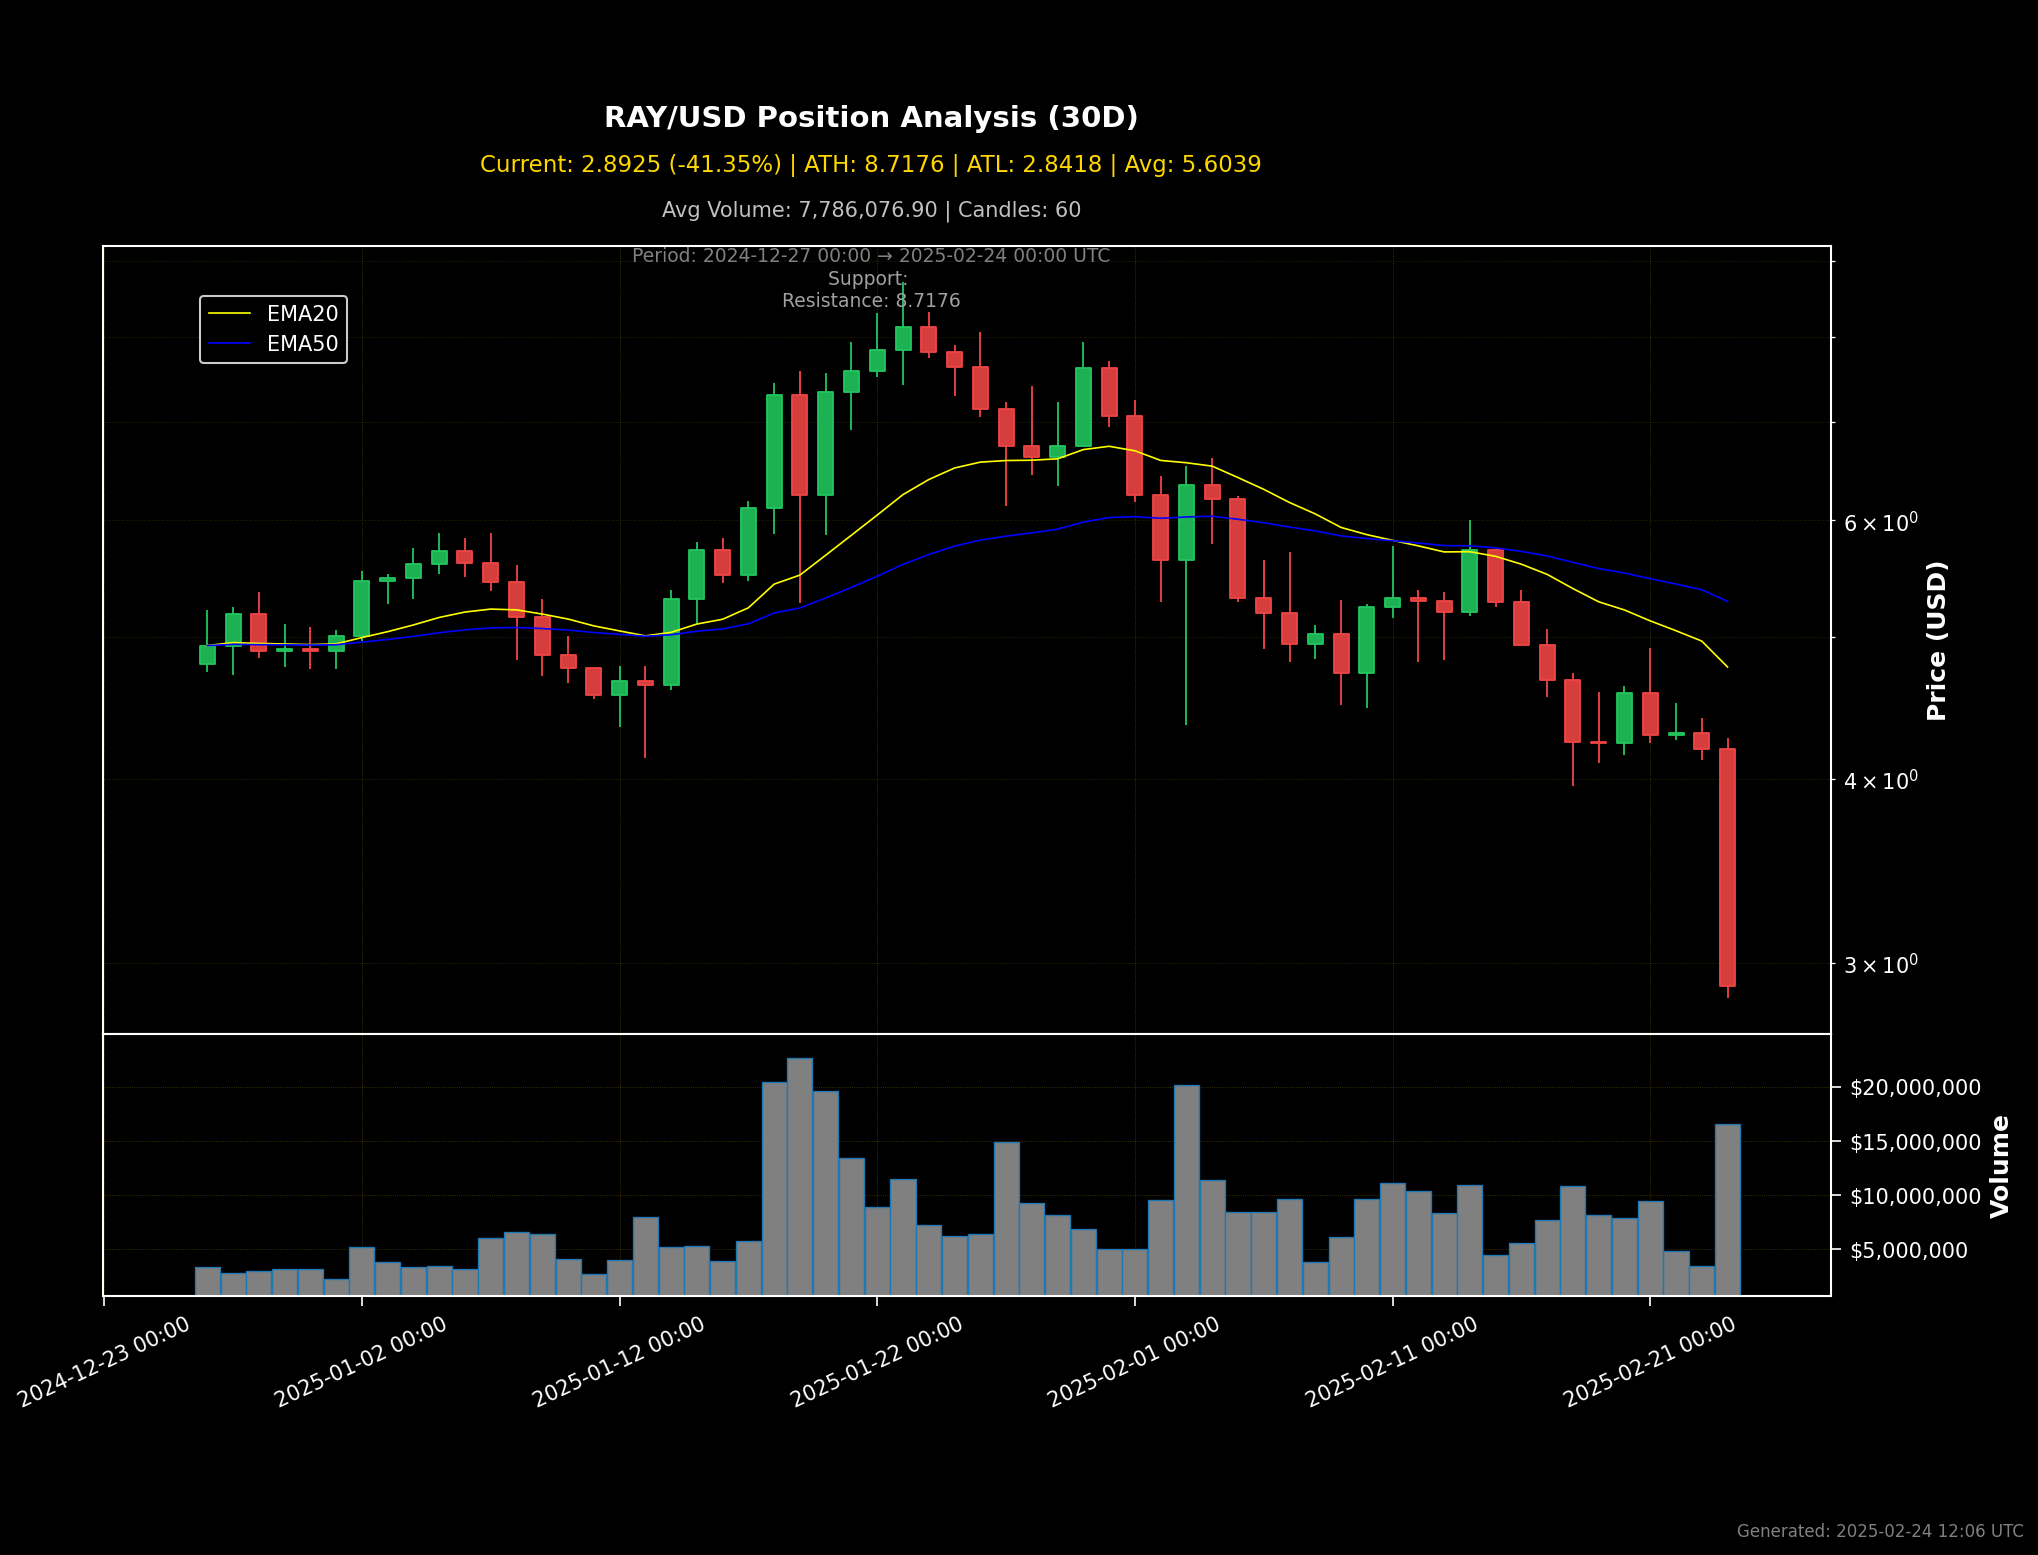 RAY/USD Position Analysis (30D)
Current: 2.8925 (-41.35%) | ATH: 8.7176 | ATL: 2.8418 | Avg: 5.6039
Avg Volume: 7,786,076.90 | Candles: 60
Period: 2024-12-27 00:00 → 2025-02-24 00:00 UTC
Support:
Resistance: 8.7176
EMA20
EMA50
6 × 10⁰
4 × 10⁰
3 × 10⁰
Price (USD)
$20,000,000
$15,000,000
$10,000,000
$5,000,000
Volume
2024-12-23 00:00
2025-01-02 00:00
2025-01-12 00:00
2025-01-22 00:00
2025-02-01 00:00
2025-02-11 00:00
2025-02-21 00:00
Generated: 2025-02-24 12:06 UTC